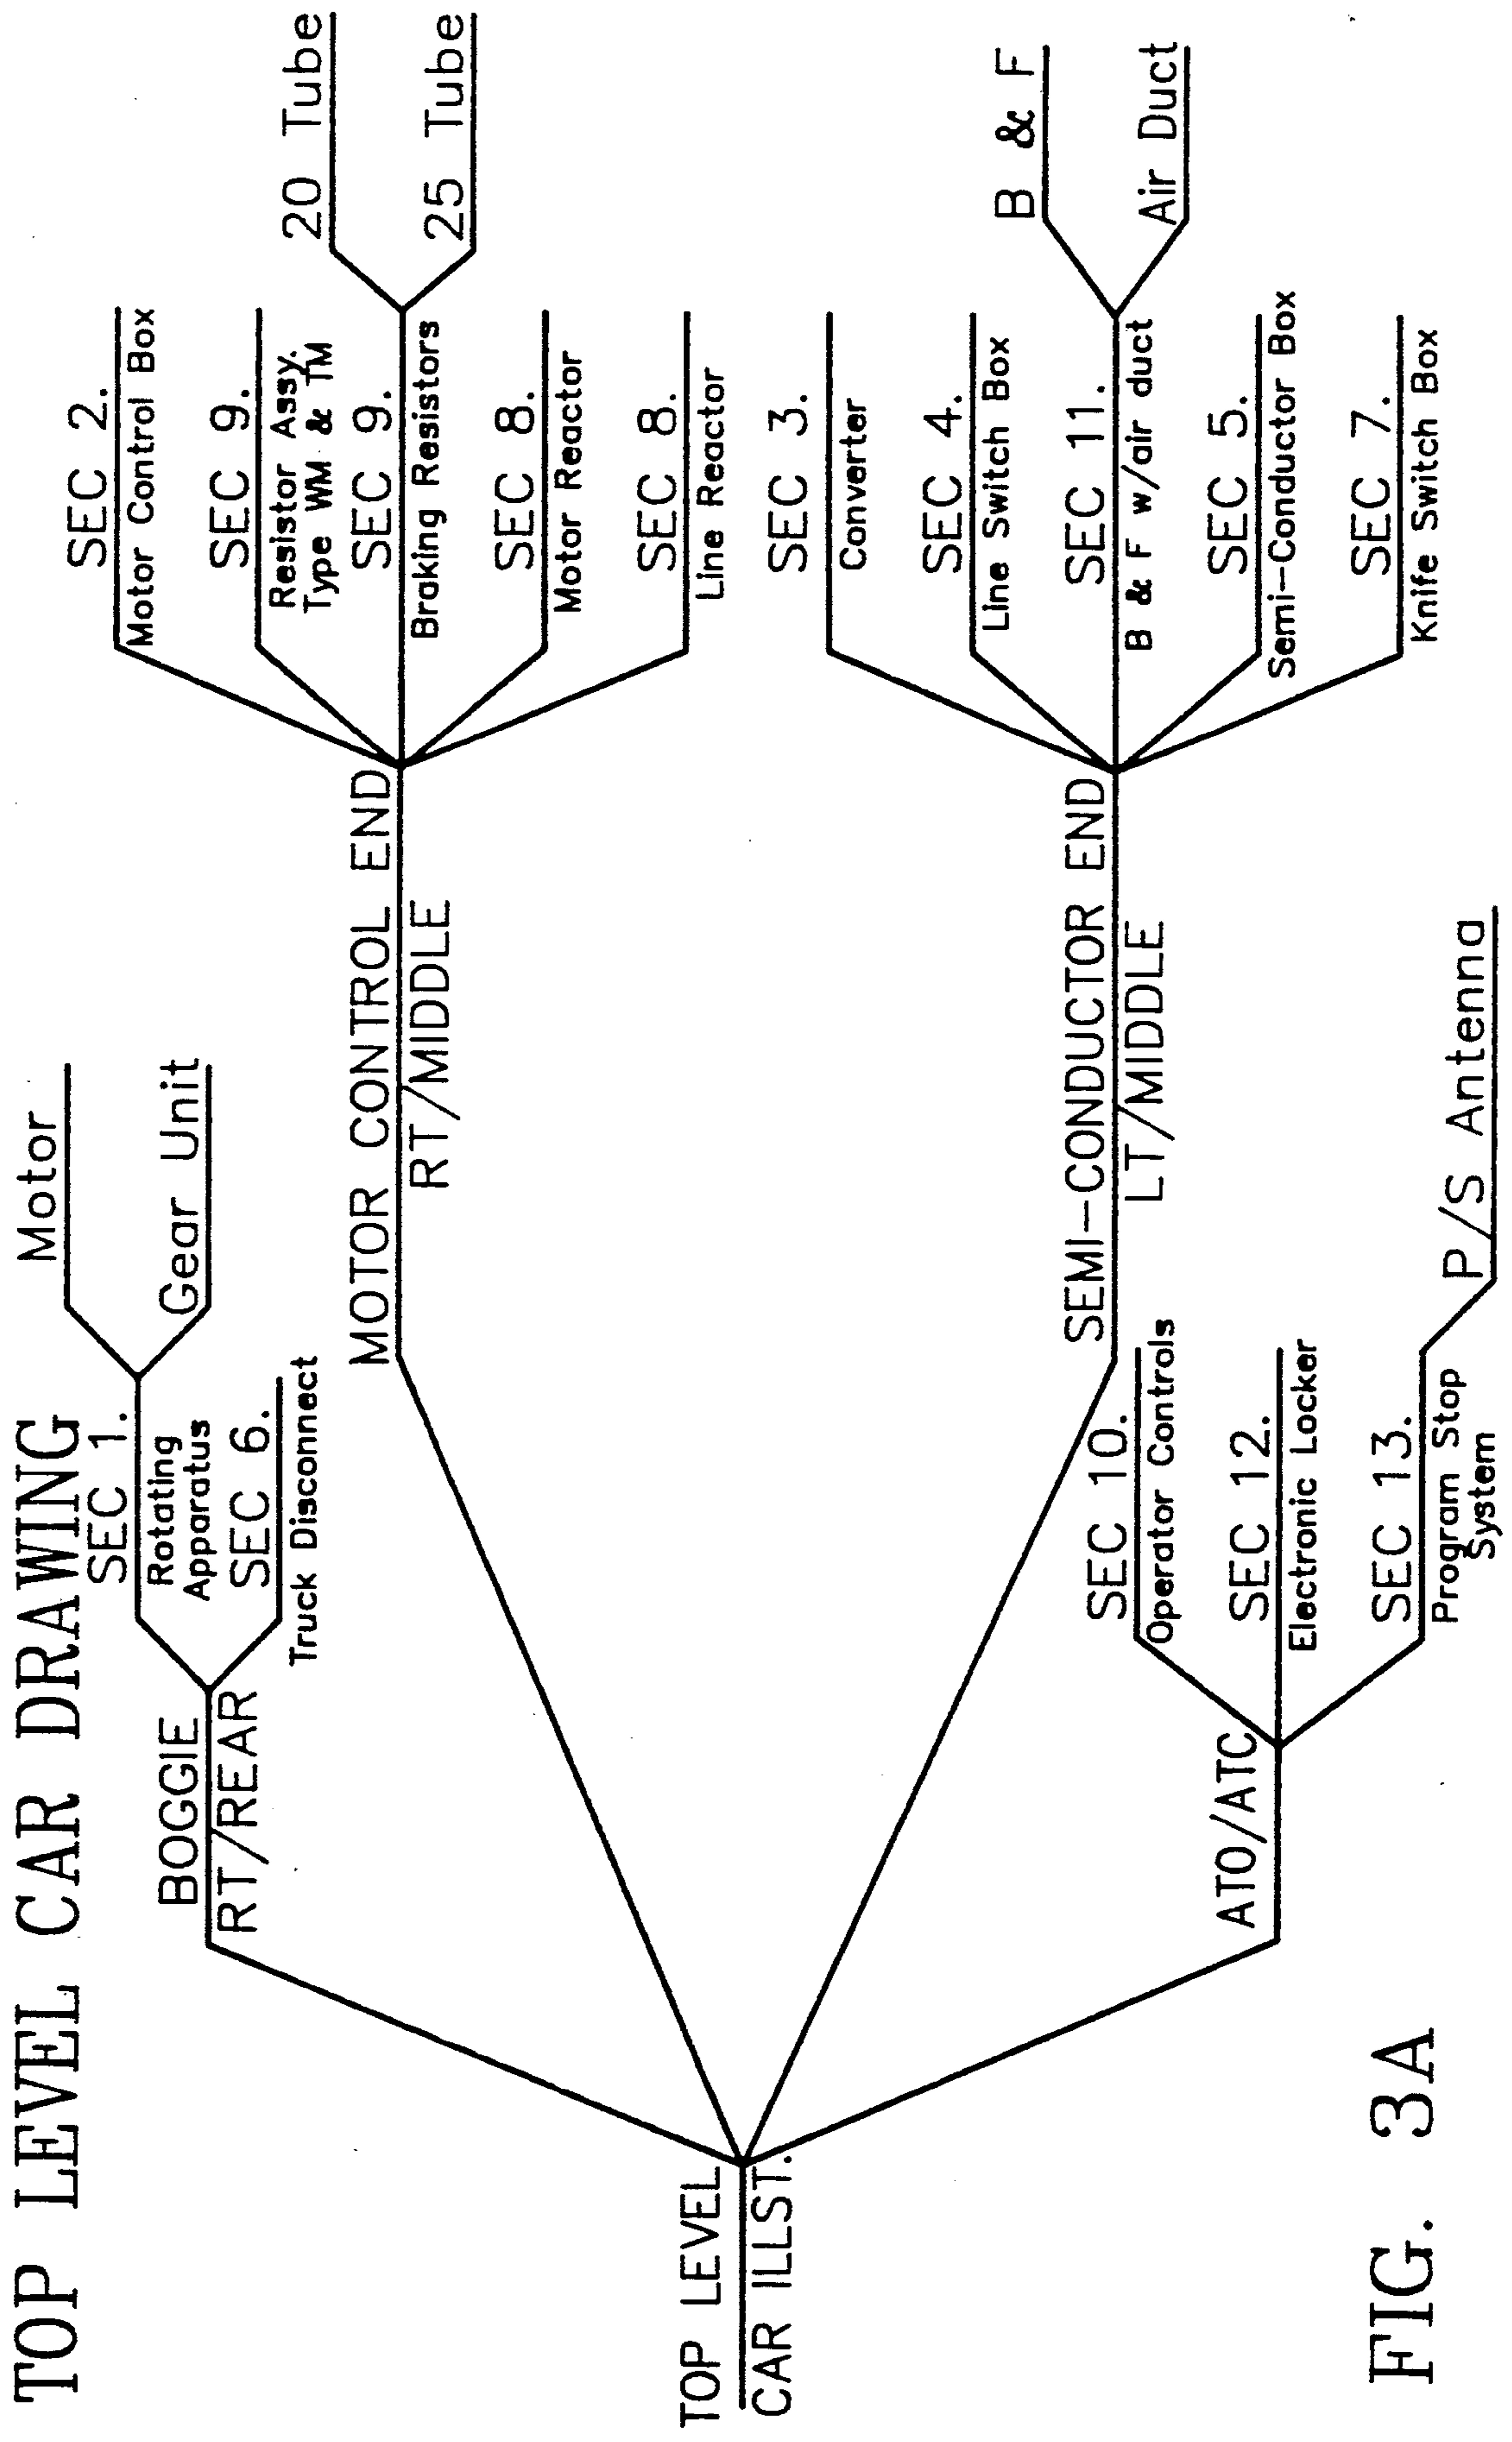 TOP LEVEL CAR DRAWING
TOP LEVEL
CAR ILLST.
BOGGIE
RT/REAR
SEC 1.
Rotating
Apparatus
Motor
Gear Unit
SEC 6.
Truck Disconnect
MOTOR CONTROL END
RT/MIDDLE
SEC 2.
Motor Control Box
SEC 9.
Resistor Assy.
Type WM & TM
SEC 9.
Braking Resistors
20 Tube
25 Tube
SEC 8.
Motor Reactor
SEC 8.
Line Reactor
SEMI-CONDUCTOR END
LT/MIDDLE
SEC 3.
Converter
SEC 4.
Line Switch Box
SEC 11.
B & F w/air duct
B & F
Air Duct
SEC 5.
Semi-Conductor Box
SEC 7.
Knife Switch Box
ATO/ATC
SEC 10.
Operator Controls
SEC 12.
Electronic Locker
SEC 13.
Program Stop
System
P/S Antenna
FIG. 3A